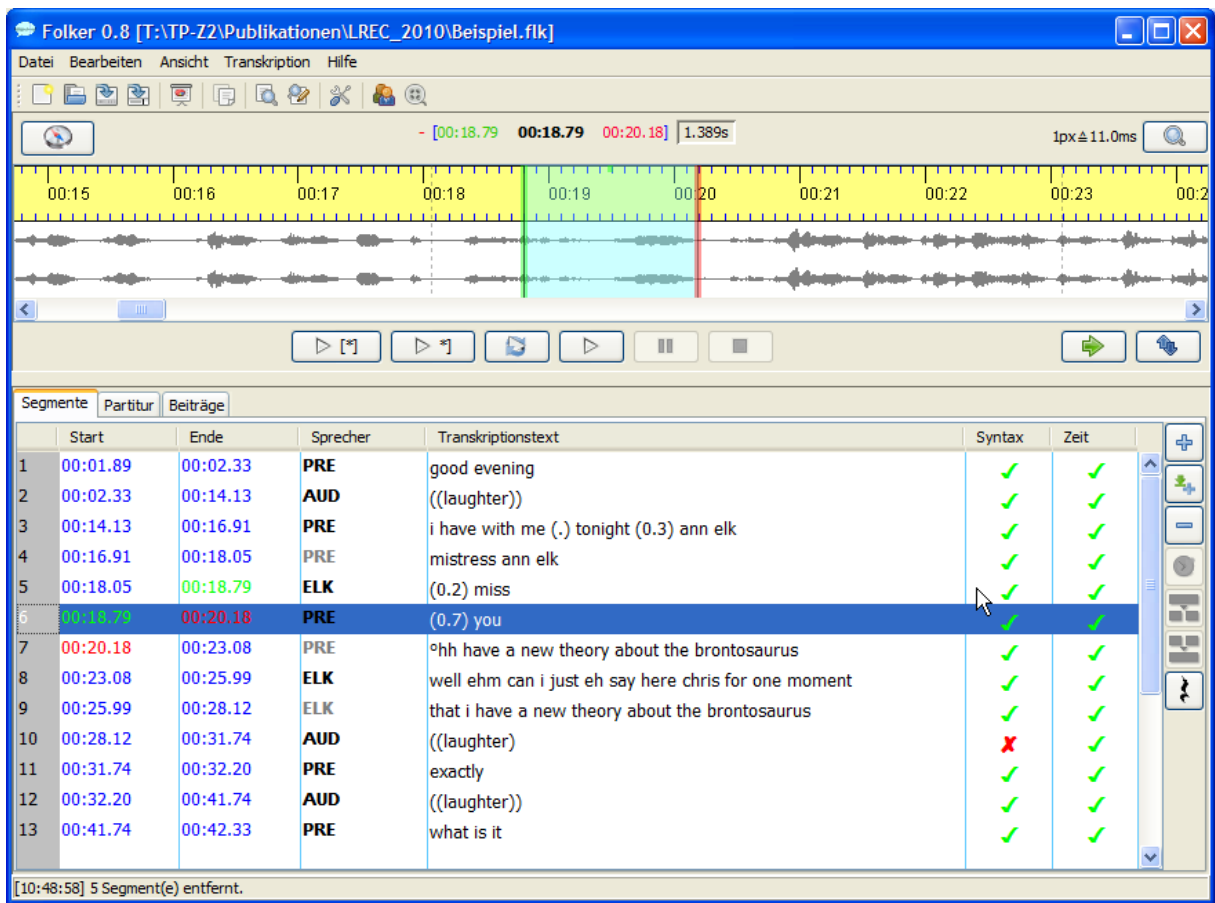 Folker 0.8 [T:\TP-Z2\Publikationen\LREC_2010\Beispiel.flk]
Datei Bearbeiten Ansicht Transkription Hilfe
- [00:18.79 00:18.79 00:20.18] 1.389s 1px≙11.0ms
00:15 00:16 00:17 00:18 00:19 00:20 00:21 00:22 00:23 00:2
[*] *]
Segmente Partitur Beiträge
Start Ende Sprecher Transkriptionstext Syntax Zeit
1 00:01.89 00:02.33 PRE good evening
2 00:02.33 00:14.13 AUD ((laughter))
3 00:14.13 00:16.91 PRE i have with me (.) tonight (0.3) ann elk
4 00:16.91 00:18.05 PRE mistress ann elk
5 00:18.05 00:18.79 ELK (0.2) miss
6 00:18.79 00:20.18 PRE (0.7) you
7 00:20.18 00:23.08 PRE °hh have a new theory about the brontosaurus
8 00:23.08 00:25.99 ELK well ehm can i just eh say here chris for one moment
9 00:25.99 00:28.12 ELK that i have a new theory about the brontosaurus
10 00:28.12 00:31.74 AUD ((laughter)
11 00:31.74 00:32.20 PRE exactly
12 00:32.20 00:41.74 AUD ((laughter))
13 00:41.74 00:42.33 PRE what is it
[10:48:58] 5 Segment(e) entfernt.